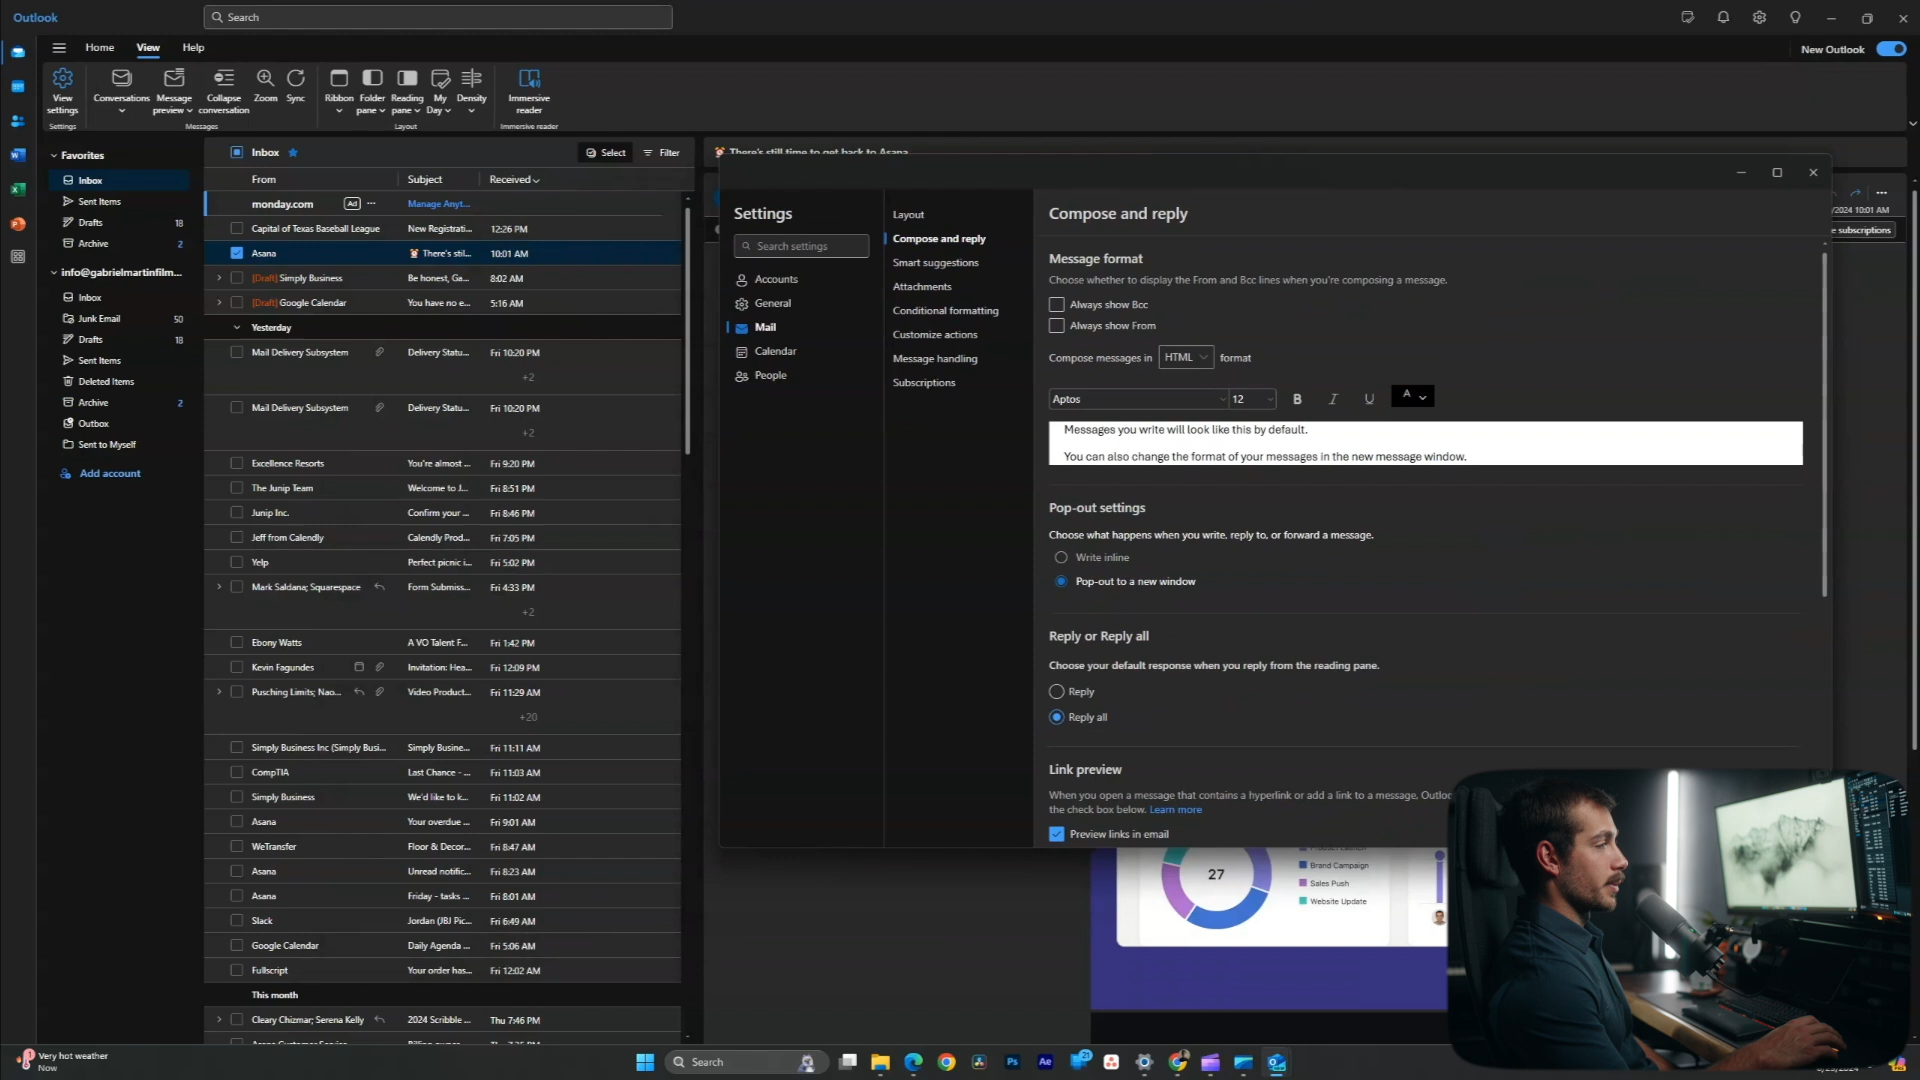 Outlook
Search
Home View Help
New Outlook
View settings
Conversations
Message preview
Collapse conversation
Zoom
Sync
Ribbon
Folder pane
Reading pane
My Day
Density
Immersive reader
Settings
Messages
Layout
Immersive reader
Favorites
Inbox
Sent Items
Drafts 18
Archive 2
info@gabrielmartinfilm...
Inbox
Junk Email 50
Drafts 18
Sent Items
Deleted Items
Archive 2
Outbox
Sent to Myself
Add account
Inbox
Select
Filter
From Subject Received
monday.com Ad ... Manage Anyt...
Capital of Texas Baseball League New Registrati... 12:26 PM
Asana There's stil... 10:01 AM
[Draft] Simply Business Be honest, Ga... 8:02 AM
[Draft] Google Calendar You have no e... 5:16 AM
Yesterday
Mail Delivery Subsystem Delivery Statu... Fri 10:20 PM
+2
Mail Delivery Subsystem Delivery Statu... Fri 10:20 PM
+2
Excellence Resorts You're almost ... Fri 9:20 PM
The Junip Team Welcome to J... Fri 8:51 PM
Junip Inc. Confirm your ... Fri 8:46 PM
Jeff from Calendly Calendly Prod... Fri 7:05 PM
Yelp Perfect picnic i... Fri 5:02 PM
Mark Saldana; Squarespace Form Submiss... Fri 4:33 PM
+2
Ebony Watts A VO Talent F... Fri 1:42 PM
Kevin Fagundes Invitation: Hea... Fri 12:09 PM
Pusching Limits; Nao... Video Product... Fri 11:29 AM
+20
Simply Business Inc (Simply Busi... Simply Busine... Fri 11:11 AM
CompTIA Last Chance - ... Fri 11:03 AM
Simply Business We'd like to k... Fri 11:02 AM
Asana Your overdue ... Fri 9:01 AM
WeTransfer Floor & Decor... Fri 8:47 AM
Asana Unread notific... Fri 8:23 AM
Asana Friday - tasks ... Fri 8:01 AM
Slack Jordan (JBJ Pic... Fri 6:49 AM
Google Calendar Daily Agenda ... Fri 5:06 AM
Fullscript Your order has... Fri 12:02 AM
This month
Cleary Chizmar; Serena Kelly 2024 Scribble ... Thu 7:46 PM
There's still time to get back to Asana
/2024 10:01 AM
e subscriptions
Settings
Search settings
Accounts
General
Mail
Calendar
People
Layout
Compose and reply
Smart suggestions
Attachments
Conditional formatting
Customize actions
Message handling
Subscriptions
Compose and reply
Message format
Choose whether to display the From and Bcc lines when you're composing a message.
Always show Bcc
Always show From
Compose messages in HTML format
Aptos 12 B I U A
Messages you write will look like this by default.
You can also change the format of your messages in the new message window.
Pop-out settings
Choose what happens when you write, reply to, or forward a message.
Write inline
Pop-out to a new window
Reply or Reply all
Choose your default response when you reply from the reading pane.
Reply
Reply all
Link preview
When you open a message that contains a hyperlink or add a link to a message, Outloo
the check box below. Learn more
Preview links in email
27
Brand Campaign
Sales Push
Website Update
1
Very hot weather
Now
Search
Ps
Ae
21